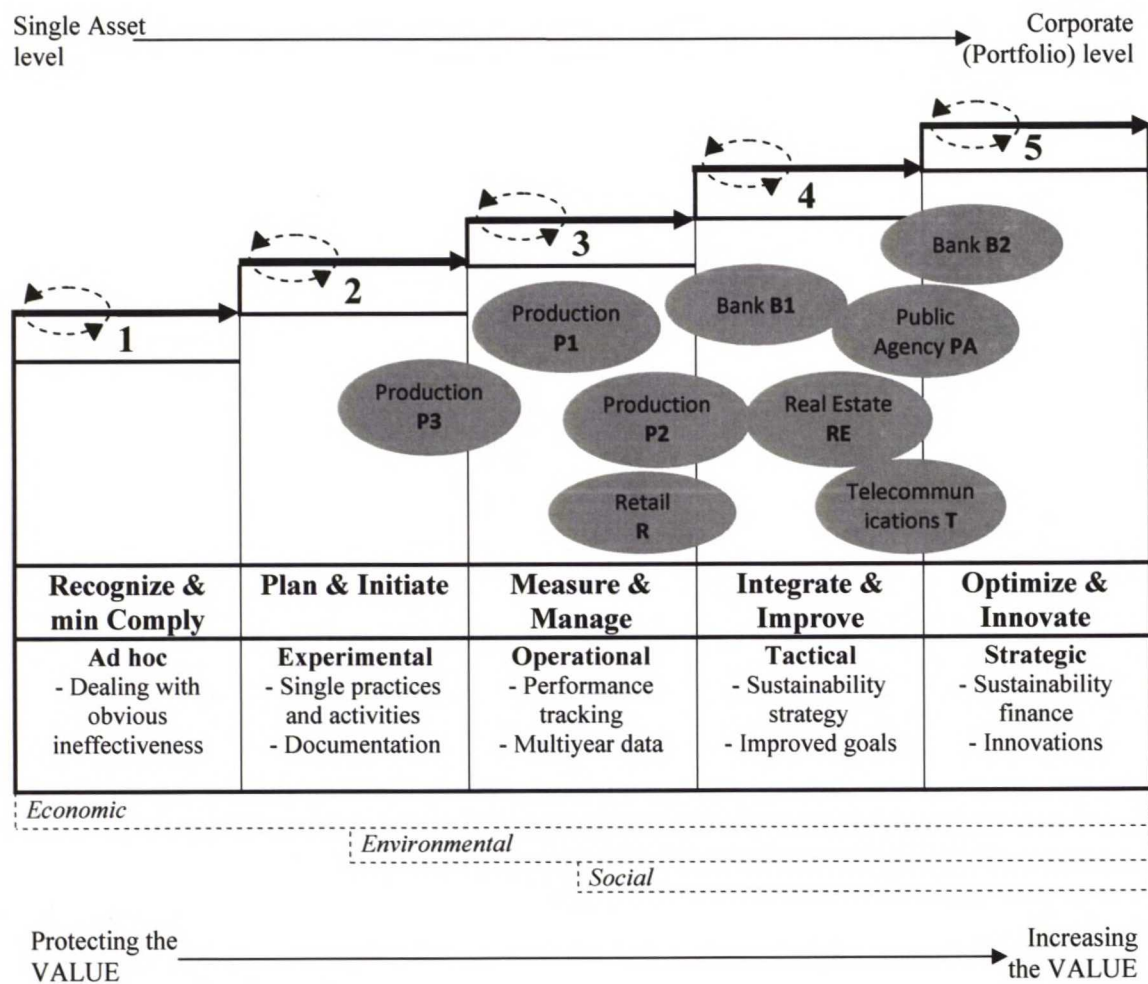 Single Asset
level
Corporate
(Portfolio) level
5
4
3
2
1
Bank B2
Bank B1
Public
Agency PA
Production
P1
Production
P3
Production
P2
Real Estate
RE
Retail
R
Telecommun
ications T
Recognize &
min Comply
Plan & Initiate
Measure &
Manage
Integrate &
Improve
Optimize &
Innovate
Ad hoc
- Dealing with
obvious
ineffectiveness
Experimental
- Single practices
and activities
- Documentation
Operational
- Performance
tracking
- Multiyear data
Tactical
- Sustainability
strategy
- Improved goals
Strategic
- Sustainability
finance
- Innovations
Economic
Environmental
Social
Protecting the
VALUE
Increasing
the VALUE